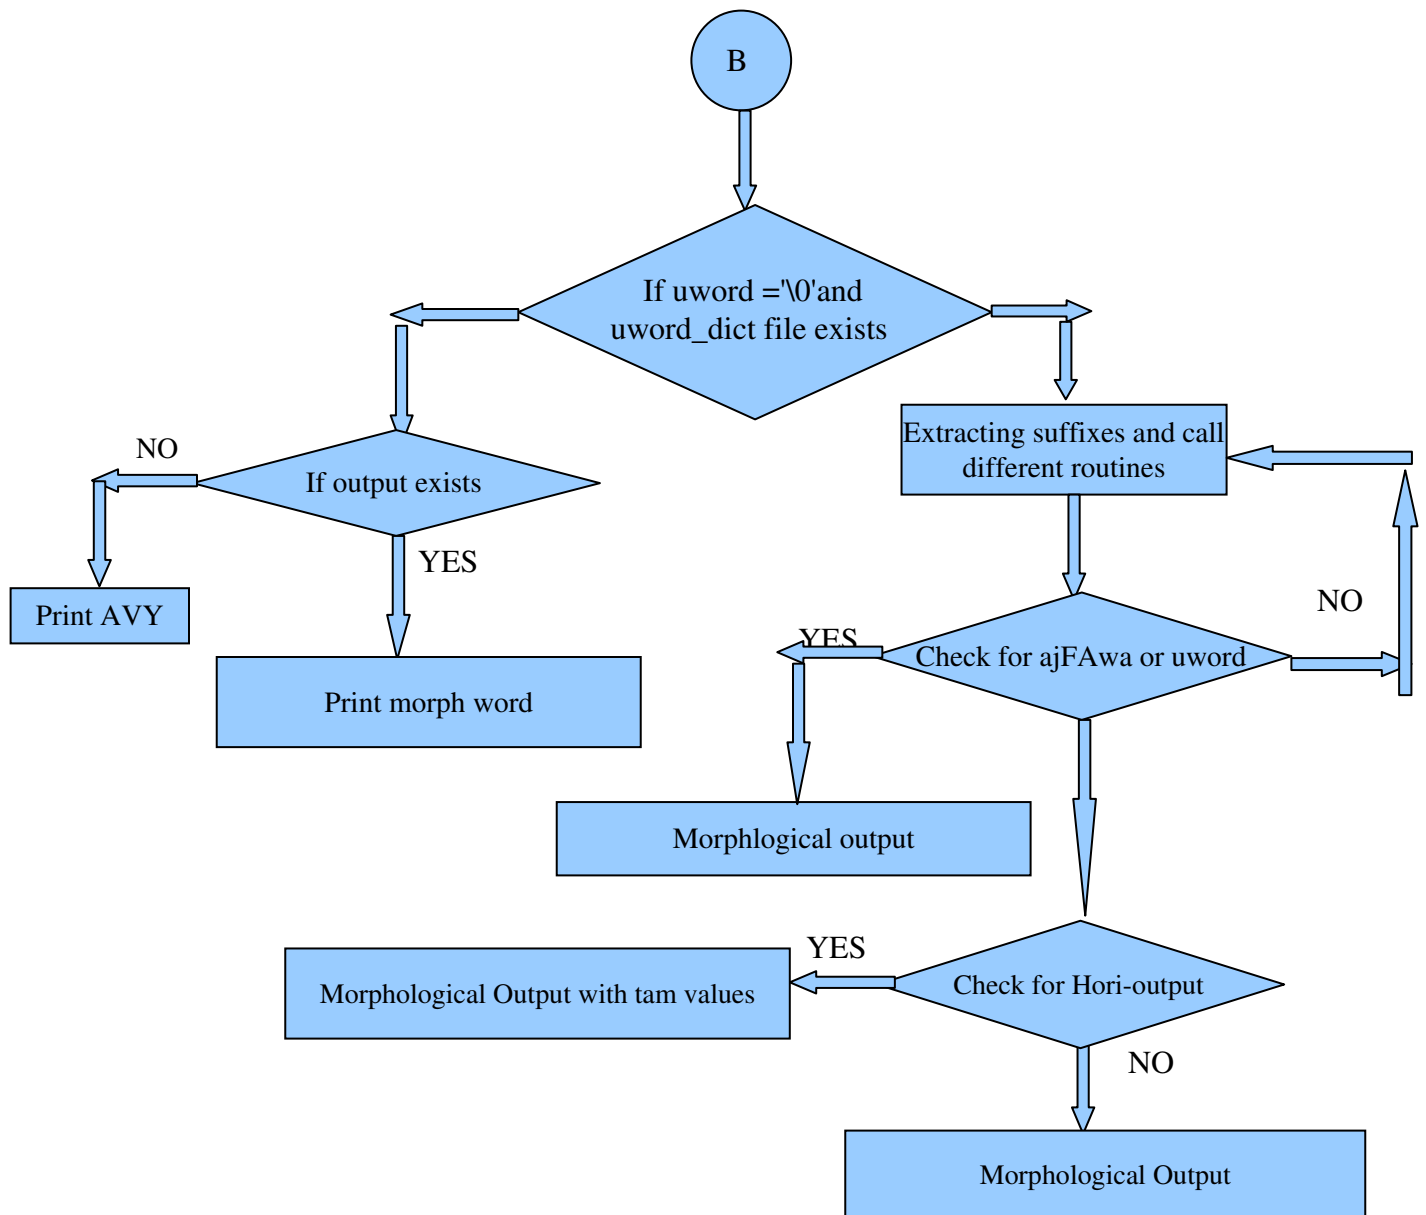 B
If uword ='\0'and
uword_dict file exists
NO
If output exists
YES
Print AVY
Print morph word
Extracting suffixes and call
different routines
NO
YES
Check for ajFAwa or uword
Morphlogical output
YES
Check for Hori-output
Morphological Output with tam values
NO
Morphological Output